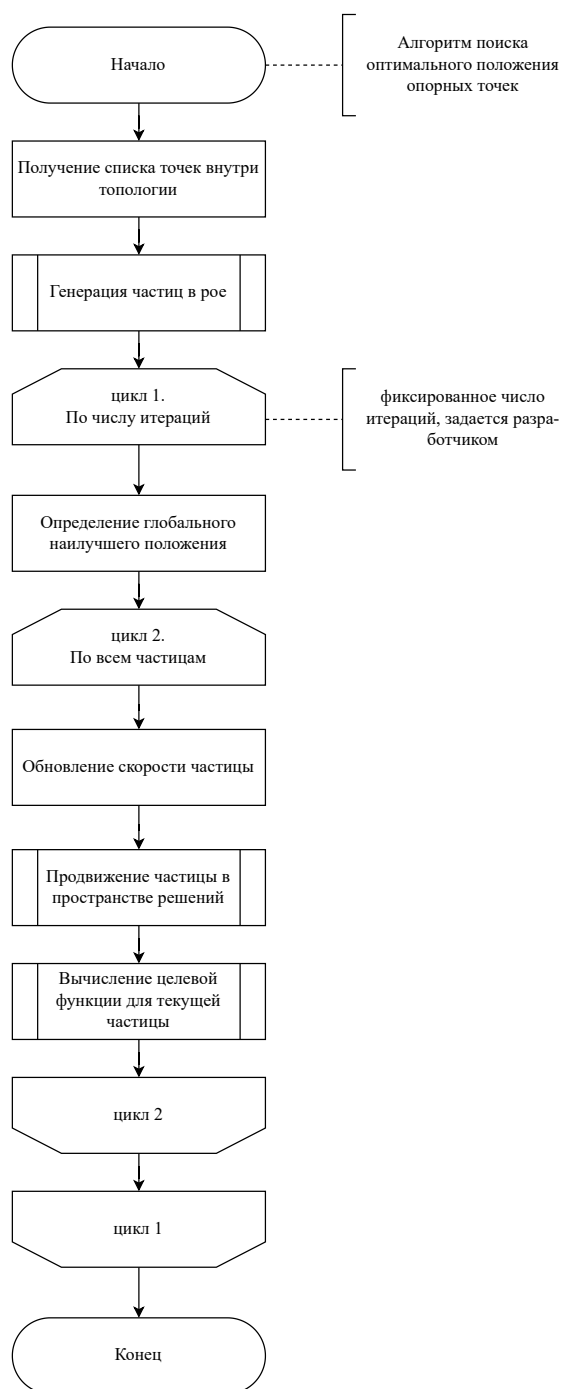 Начало
Алгоритм поиска
оптимального положения
опорных точек
Получение списка точек внутри
топологии
Генерация частиц в рое
цикл 1.
По числу итераций
фиксированное число
итераций, задается разра-
ботчиком
Определение глобального
наилучшего положения
цикл 2.
По всем частицам
Обновление скорости частицы
Продвижение частицы в
пространстве решений
Вычисление целевой
функции для текущей
частицы
цикл 2
цикл 1
Конец